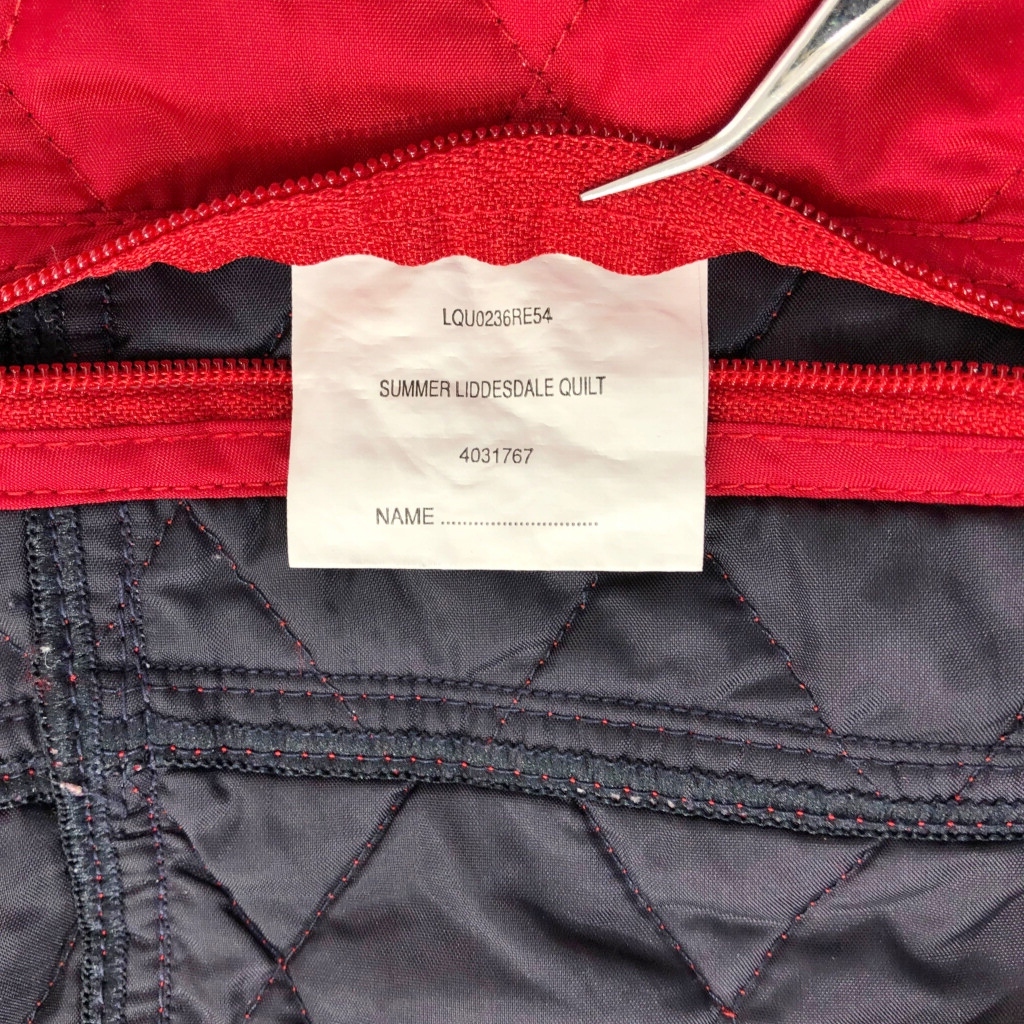 LQU0236RE54
SUMMER LIDDESDALE QUILT
4031767
NAME .............................